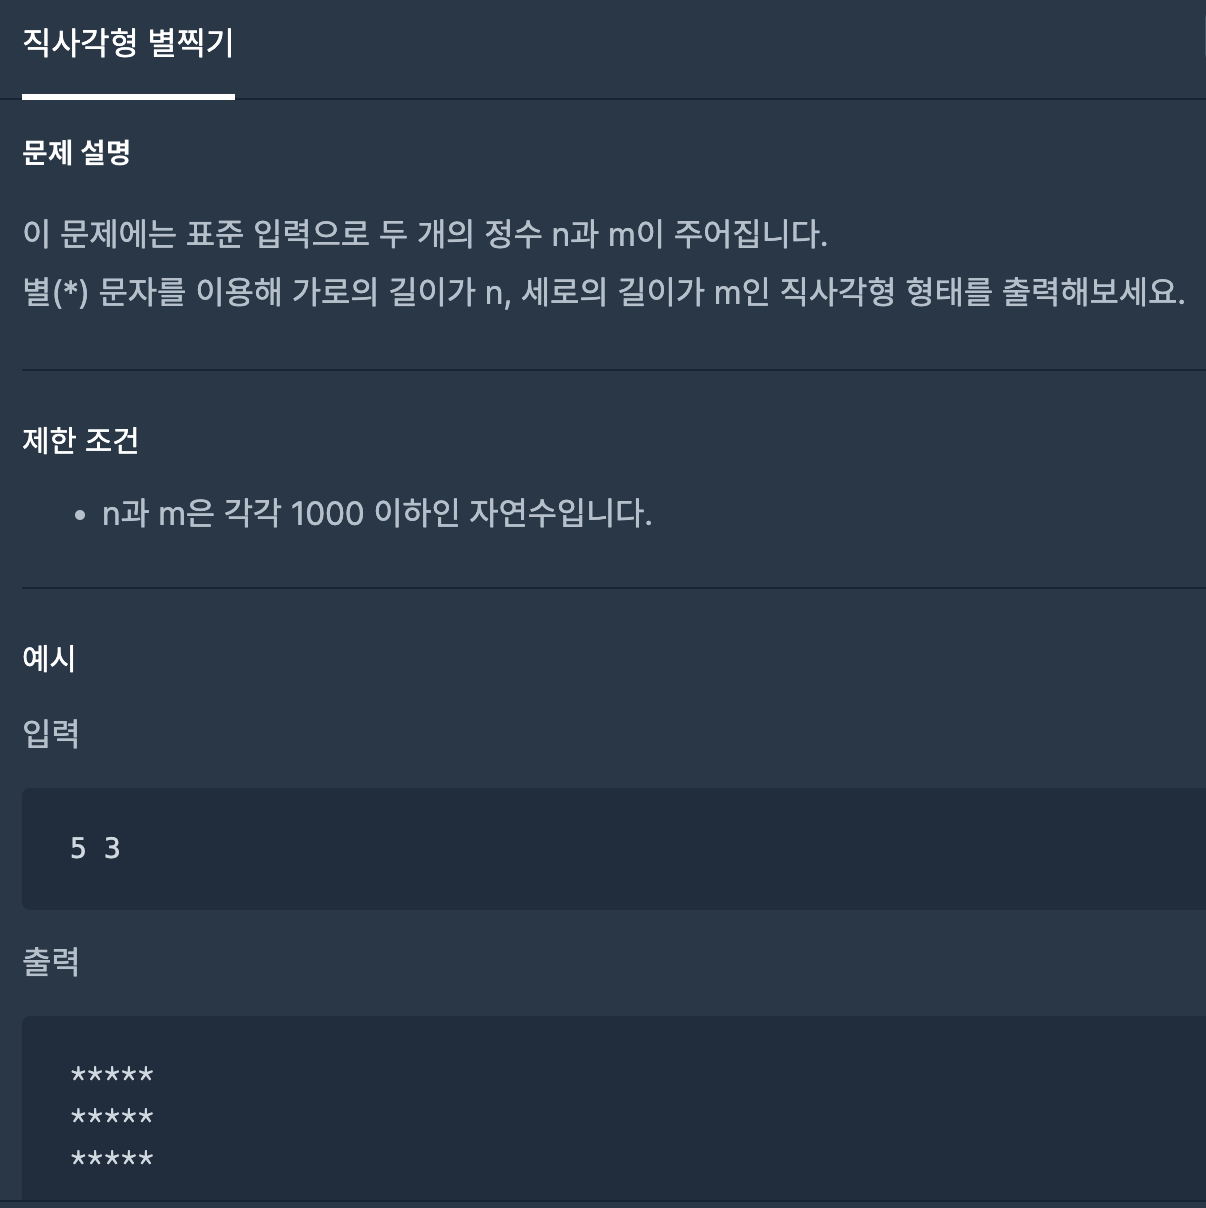 직사각형 별찍기
문제 설명
이 문제에는 표준 입력으로 두 개의 정수 n과 m이 주어집니다.
별(*) 문자를 이용해 가로의 길이가 n, 세로의 길이가 m인 직사각형 형태를 출력해보세요.
제한 조건
• n과 m은 각각 1000 이하인 자연수입니다.
예시
입력
5 3
출력
*****
*****
*****